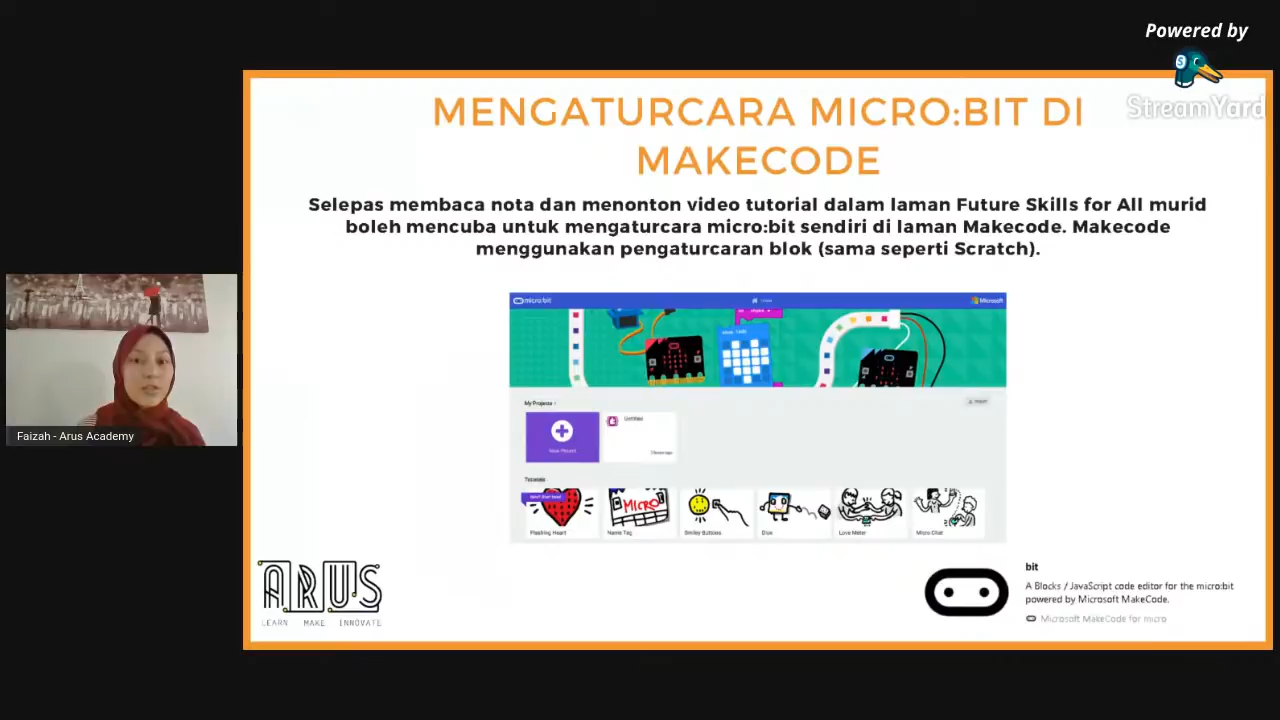 Powered by
StreamYard
MENGATURCARA MICRO:BIT DI
MAKECODE
Selepas membaca nota dan menonton video tutorial dalam laman Future Skills for All murid
boleh mencuba untuk mengaturcara micro:bit sendiri di laman Makecode. Makecode
menggunakan pengaturcaran blok (sama seperti Scratch).
micro:bit
Microsoft
My Projects
Import
New Project
Untitled
Tutorials
Flashing Heart
Name Tag
MICRO
Smiley Buttons
Dice
Love Meter
Micro Chat
Faizah - Arus Academy
ARUS
LEARN MAKE INNOVATE
bit
A Blocks / JavaScript code editor for the micro:bit
powered by Microsoft MakeCode.
Microsoft MakeCode for micro